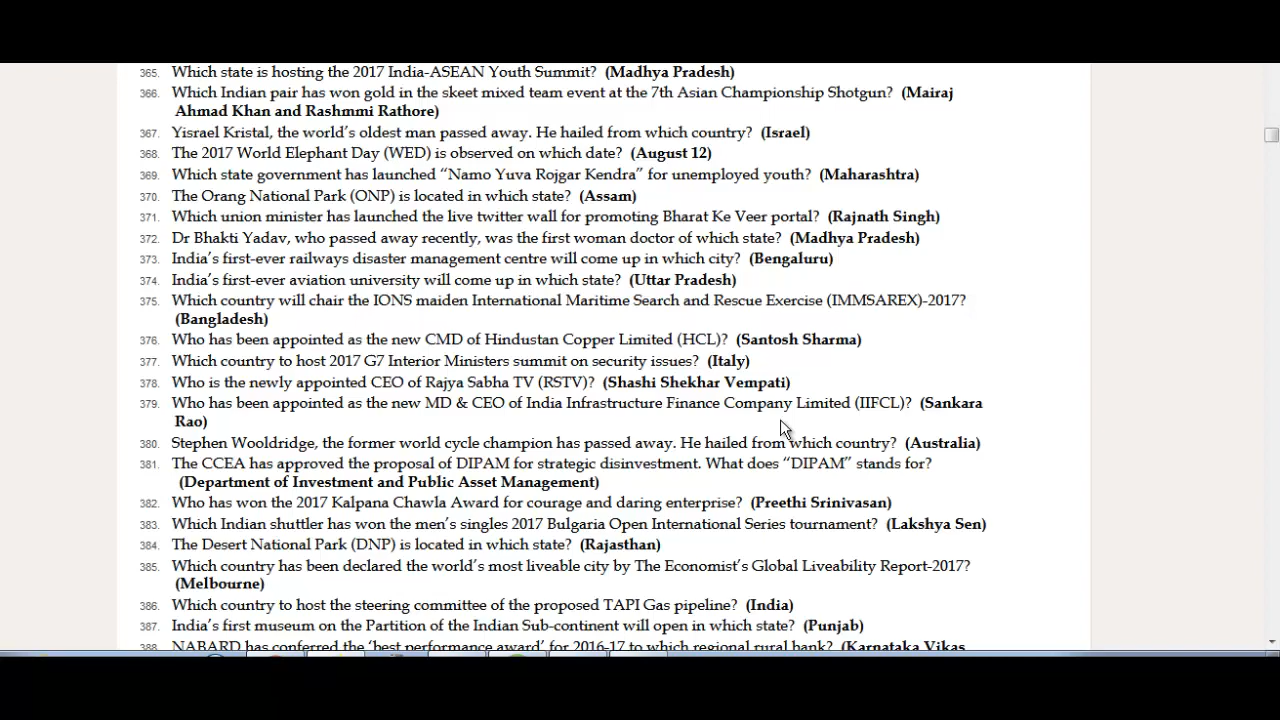 365. Which state is hosting the 2017 India-ASEAN Youth Summit? (Madhya Pradesh)
366. Which Indian pair has won gold in the skeet mixed team event at the 7th Asian Championship Shotgun? (Mairaj
Ahmad Khan and Rashmmi Rathore)
367. Yisrael Kristal, the world's oldest man passed away. He hailed from which country? (Israel)
368. The 2017 World Elephant Day (WED) is observed on which date? (August 12)
369. Which state government has launched “Namo Yuva Rojgar Kendra” for unemployed youth? (Maharashtra)
370. The Orang National Park (ONP) is located in which state? (Assam)
371. Which union minister has launched the live twitter wall for promoting Bharat Ke Veer portal? (Rajnath Singh)
372. Dr Bhakti Yadav, who passed away recently, was the first woman doctor of which state? (Madhya Pradesh)
373. India's first-ever railways disaster management centre will come up in which city? (Bengaluru)
374. India's first-ever aviation university will come up in which state? (Uttar Pradesh)
375. Which country will chair the IONS maiden International Maritime Search and Rescue Exercise (IMMSAREX)-2017?
(Bangladesh)
376. Who has been appointed as the new CMD of Hindustan Copper Limited (HCL)? (Santosh Sharma)
377. Which country to host 2017 G7 Interior Ministers summit on security issues? (Italy)
378. Who is the newly appointed CEO of Rajya Sabha TV (RSTV)? (Shashi Shekhar Vempati)
379. Who has been appointed as the new MD & CEO of India Infrastructure Finance Company Limited (IIFCL)? (Sankara
Rao)
380. Stephen Wooldridge, the former world cycle champion has passed away. He hailed from which country? (Australia)
381. The CCEA has approved the proposal of DIPAM for strategic disinvestment. What does “DIPAM” stands for?
(Department of Investment and Public Asset Management)
382. Who has won the 2017 Kalpana Chawla Award for courage and daring enterprise? (Preethi Srinivasan)
383. Which Indian shuttler has won the men's singles 2017 Bulgaria Open International Series tournament? (Lakshya Sen)
384. The Desert National Park (DNP) is located in which state? (Rajasthan)
385. Which country has been declared the world's most liveable city by The Economist's Global Liveability Report-2017?
(Melbourne)
386. Which country to host the steering committee of the proposed TAPI Gas pipeline? (India)
387. India's first museum on the Partition of the Indian Sub-continent will open in which state? (Punjab)
388. NABARD has conferred the ‘best performance award’ for 2016-17 to which regional rural bank? (Karnataka Vikas